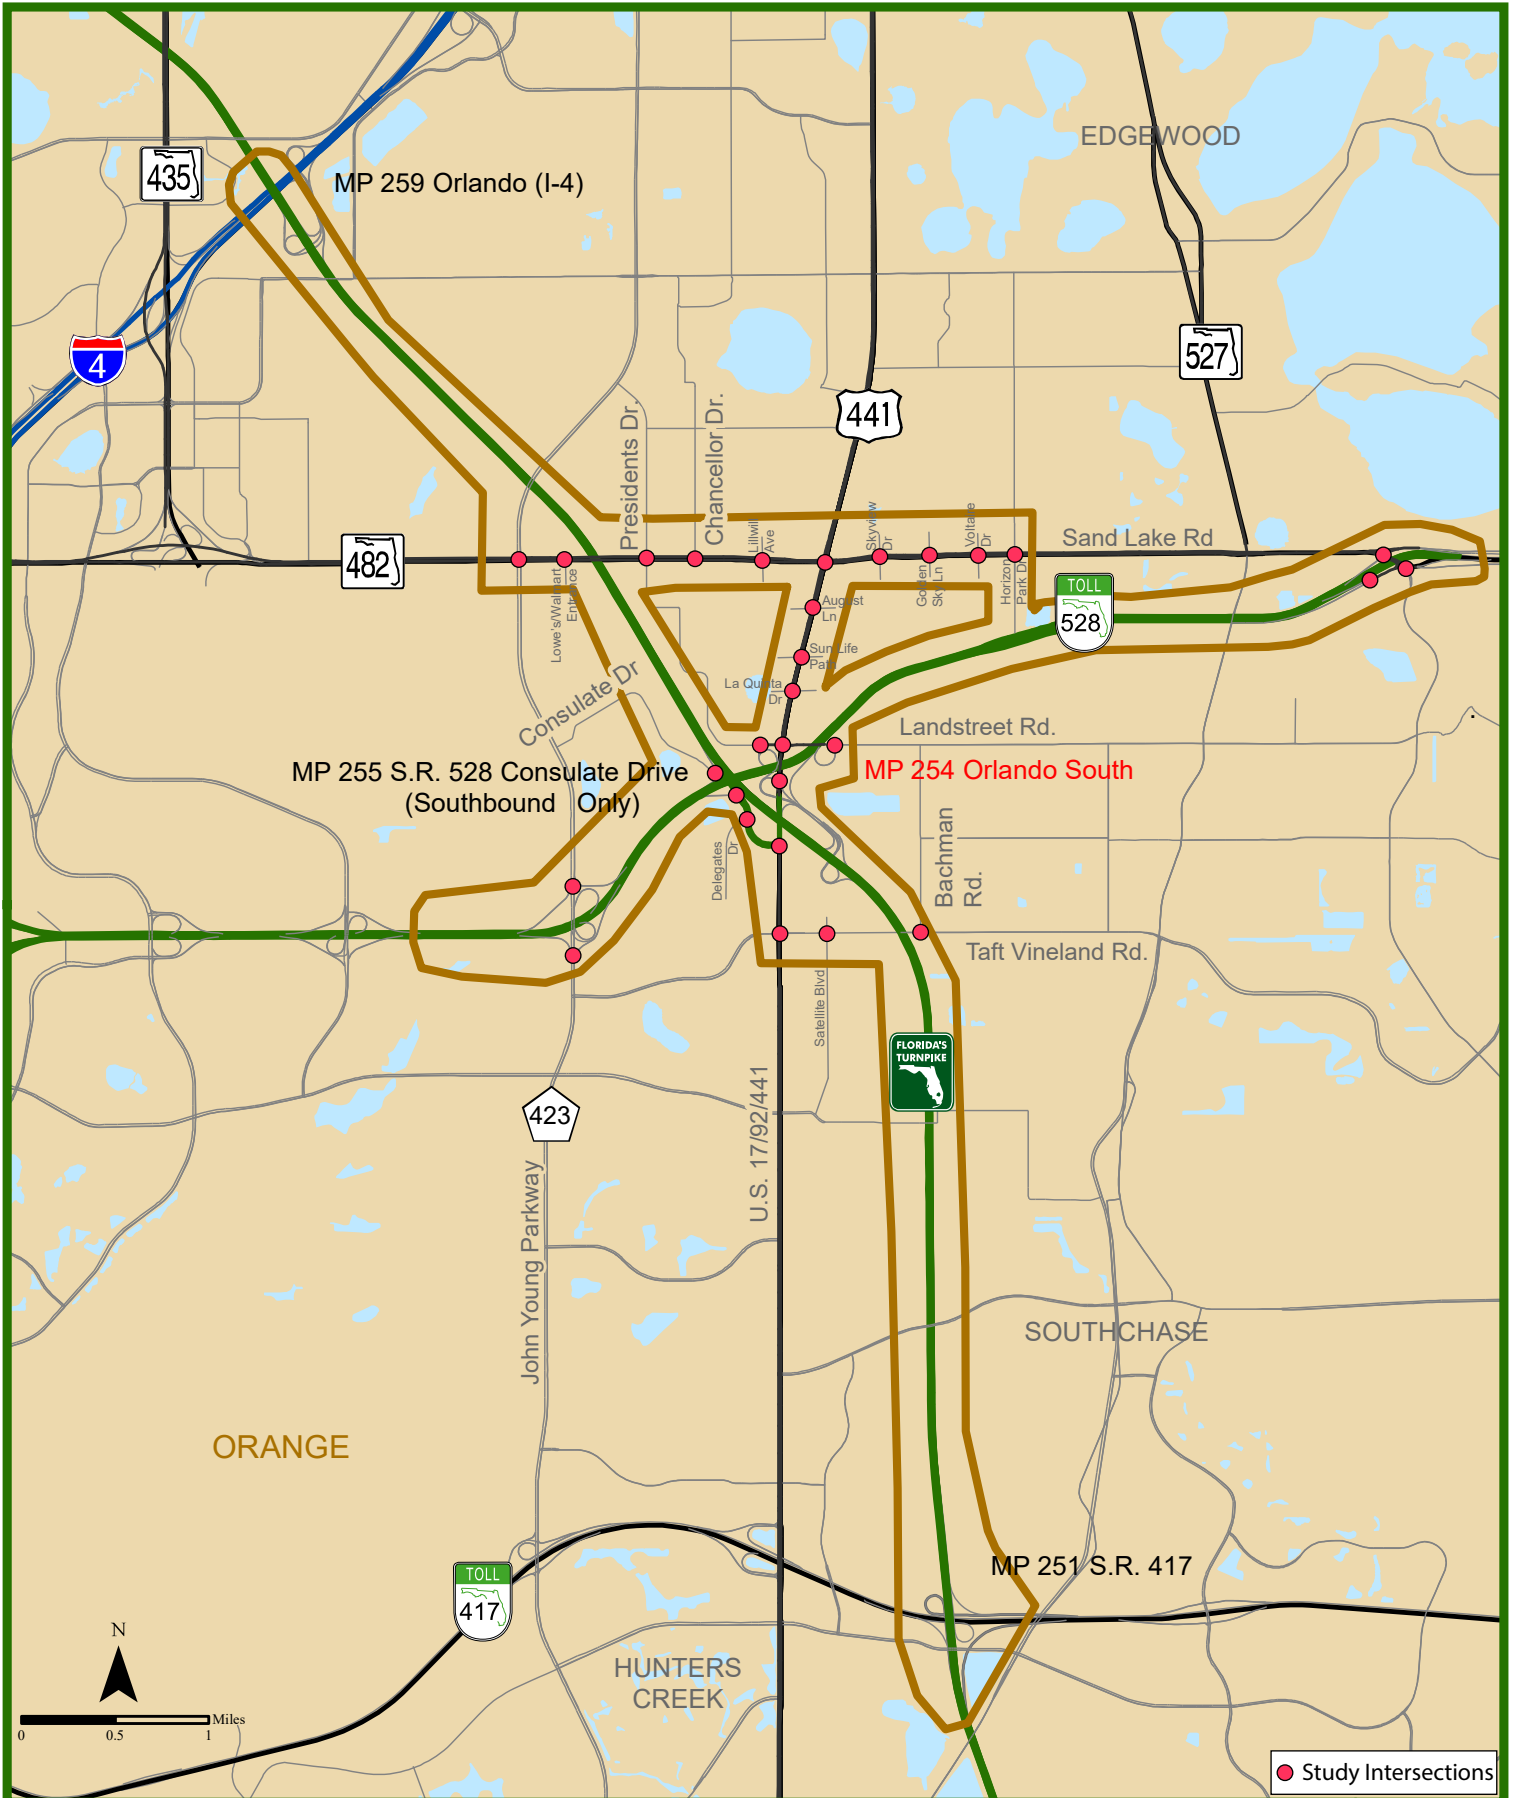 EDGEWOOD
435
MP 259 Orlando (I-4)
527
4
441
Presidents Dr.
Chancellor Dr.
Lillwill
Ave
Skyview
Dr
Golden
Sky Ln
Voltaire
Dr
Horizon
Park Dr
Sand Lake Rd
482
Lowe's/Walmart
Entrance
August
Ln
TOLL
528
Sun Life
Path
La Quinta
Dr
Consulate Dr
Landstreet Rd.
MP 255 S.R. 528 Consulate Drive
(Southbound Only)
MP 254 Orlando South
Delegates
Dr
Bachman
Rd.
Taft Vineland Rd.
Satellite Blvd
FLORIDA'S
TURNPIKE
423
U.S. 17/92/441
John Young Parkway
SOUTHCHASE
ORANGE
MP 251 S.R. 417
TOLL
417
N
HUNTERS
CREEK
Miles
0 0.5 1
Study Intersections